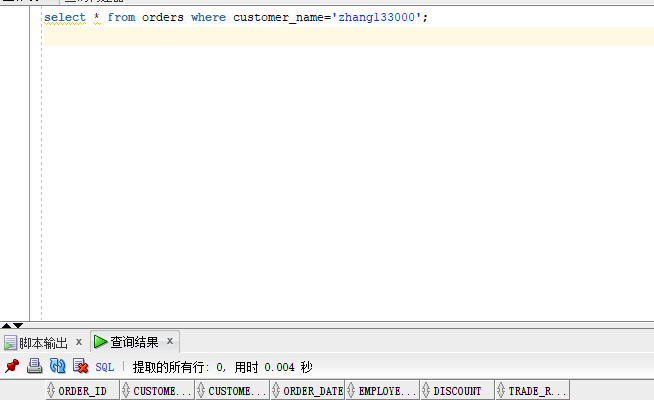 select * from orders where customer_name='zhang133000';
脚本输出 x 查询结果 x
SQL | 提取的所有行: 0, 用时 0.004 秒
ORDER_ID CUSTOME... CUSTOME... ORDER_DATE EMPLOYE... DISCOUNT TRADE_R...